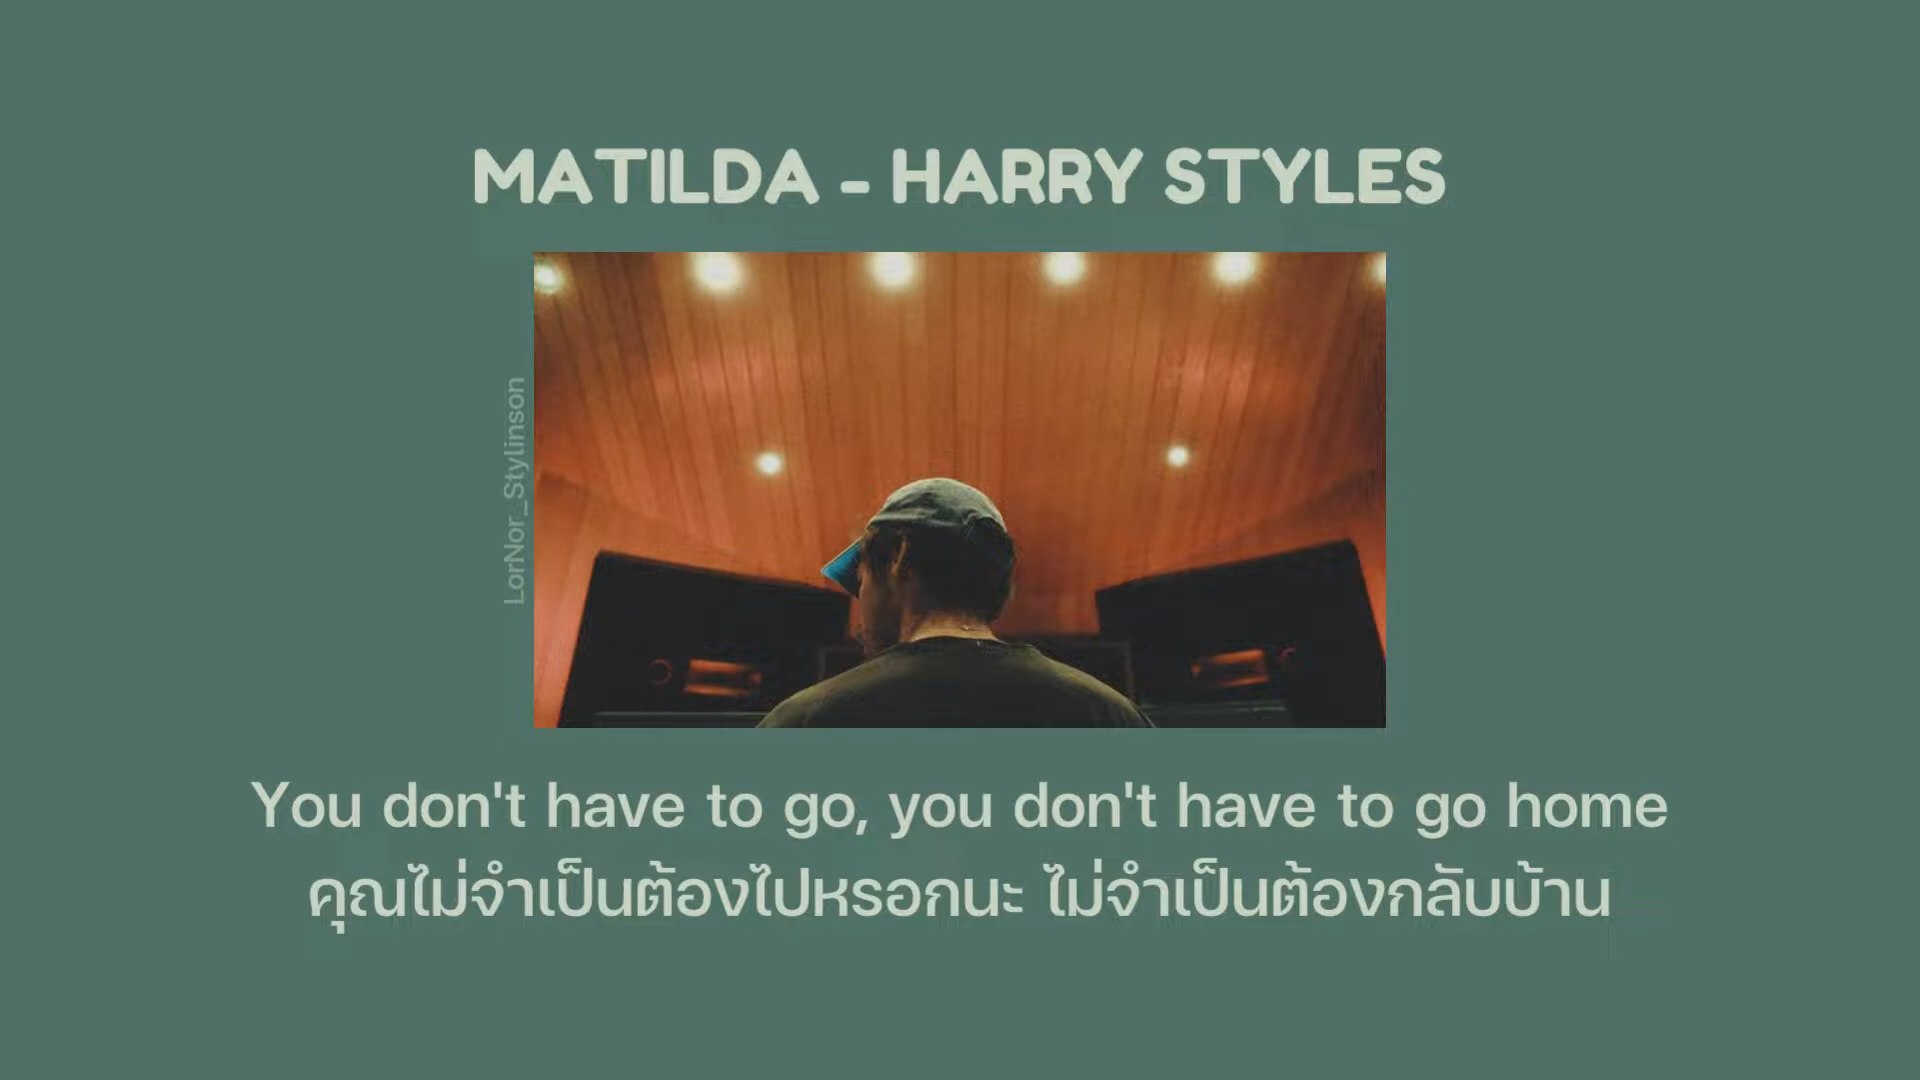 MATILDA - HARRY STYLES
LorNor_Stylinson
You don't have to go, you don't have to go home
คุณไม่จำเป็นต้องไปหรอกนะ ไม่จำเป็นต้องกลับบ้าน